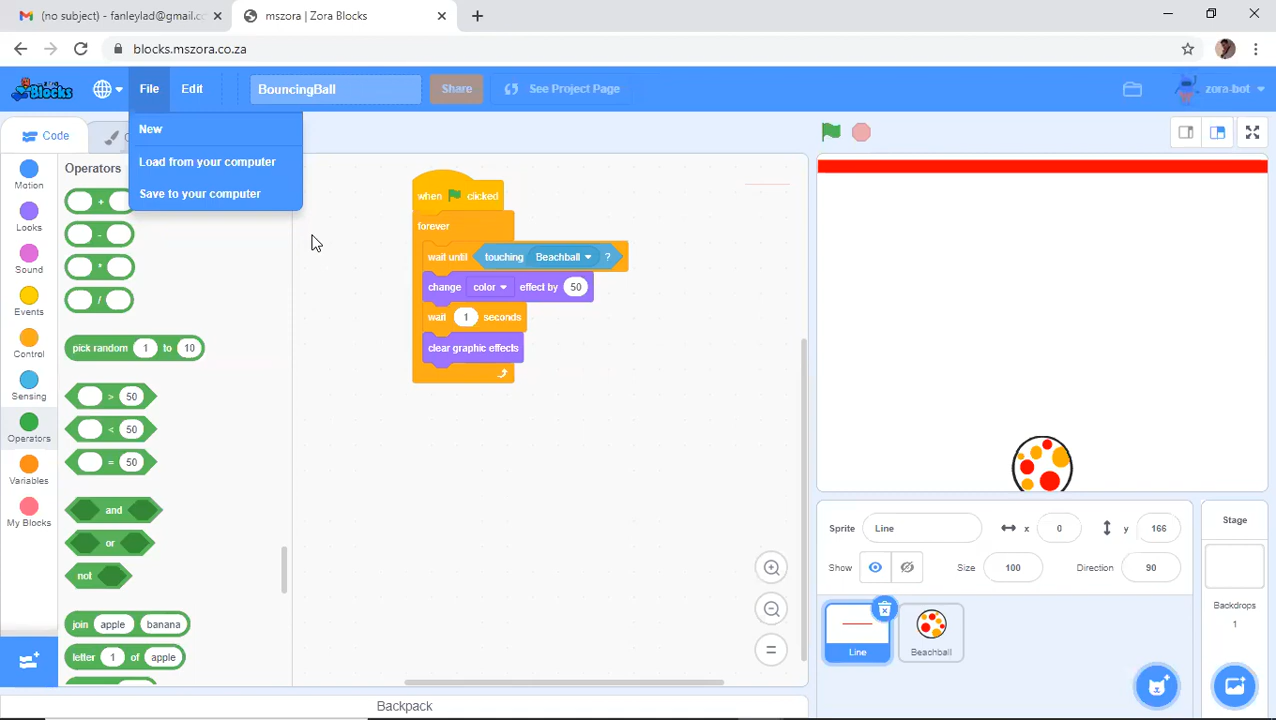 (no subject) - fanleylad@gmail.co
mszora | Zora Blocks
blocks.mszora.co.za
Blocks
File
Edit
BouncingBall
Share
See Project Page
zora-bot
New
Load from your computer
Save to your computer
Code
Motion
Looks
Sound
Events
Control
Sensing
Operators
Variables
My Blocks
Operators
+
-
*
/
pick random 1 to 10
> 50
< 50
= 50
and
or
not
join apple banana
letter 1 of apple
when clicked
forever
wait until touching Beachball ?
change color effect by 50
wait 1 seconds
clear graphic effects
Backpack
Sprite Line x 0 y 166
Show Size 100 Direction 90
Line
Beachball
Stage
Backdrops
1